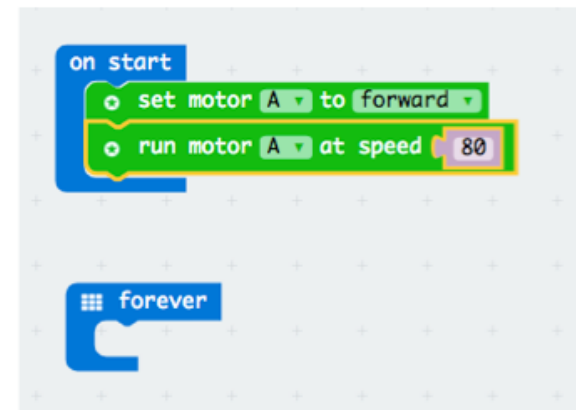 on start
set motor A to forward
run motor A at speed 80
forever